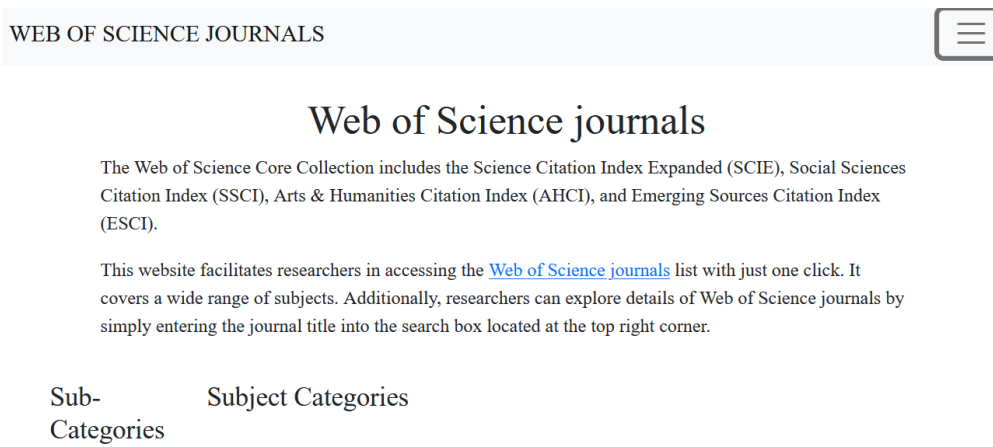 WEB OF SCIENCE JOURNALS
Web of Science journals
The Web of Science Core Collection includes the Science Citation Index Expanded (SCIE), Social Sciences
Citation Index (SSCI), Arts & Humanities Citation Index (AHCI), and Emerging Sources Citation Index
(ESCI).
This website facilitates researchers in accessing the Web of Science journals list with just one click. It
covers a wide range of subjects. Additionally, researchers can explore details of Web of Science journals by
simply entering the journal title into the search box located at the top right corner.
Sub-
Categories
Subject Categories